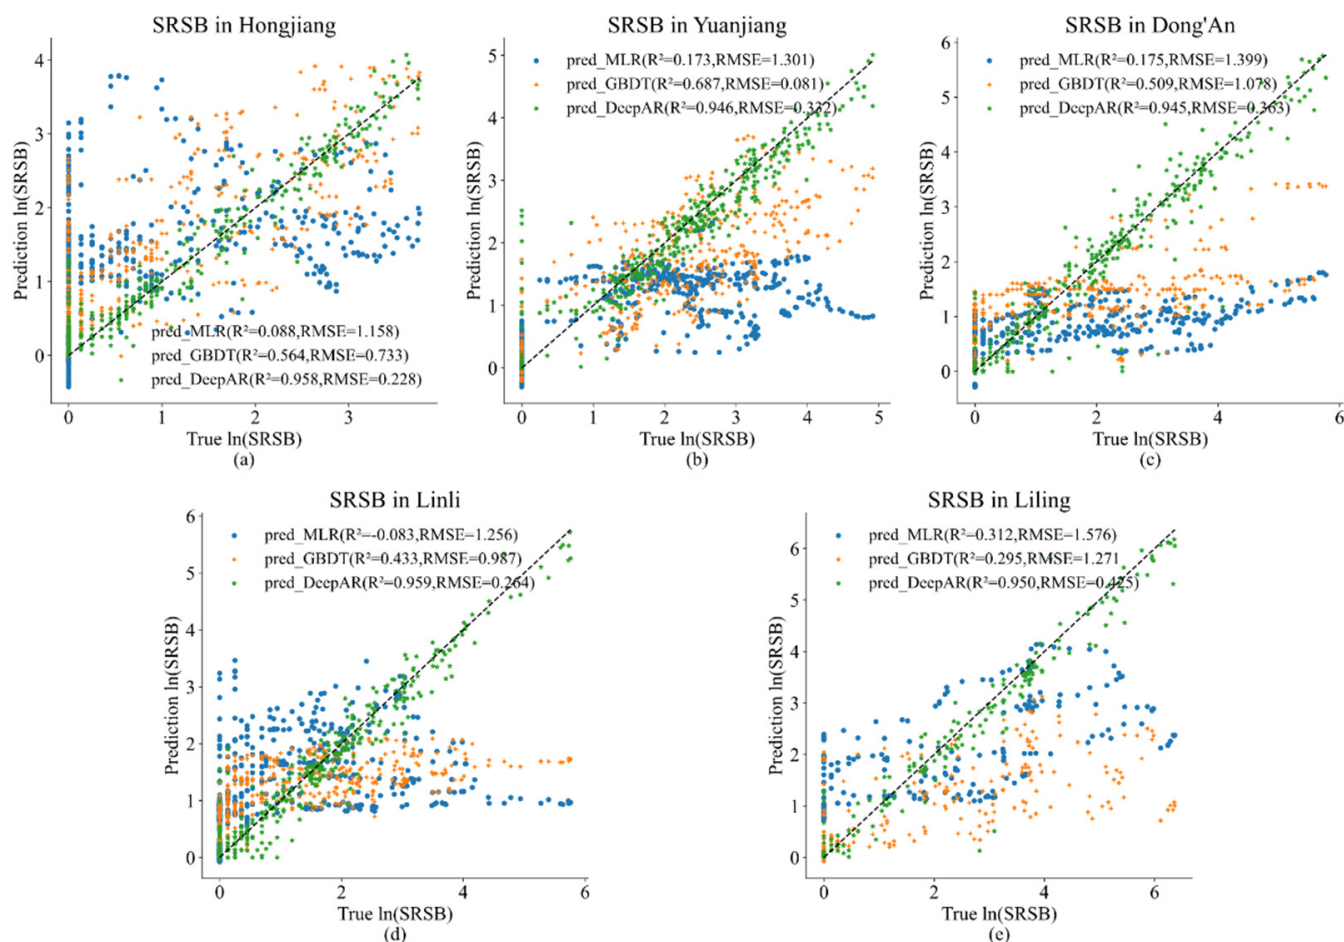 SRSB in Hongjiang
4
3
2
1
0
Prediction ln(SRSB)
pred_MLR(R²=0.088,RMSE=1.158)
pred_GBDT(R²=0.564,RMSE=0.733)
pred_DeepAR(R²=0.958,RMSE=0.228)
0 1 2 3
True ln(SRSB)
(a)
SRSB in Yuanjiang
5
4
3
2
1
0
Prediction ln(SRSB)
pred_MLR(R²=0.173,RMSE=1.301)
pred_GBDT(R²=0.687,RMSE=0.081)
pred_DeepAR(R²=0.946,RMSE=0.332)
0 1 2 3 4 5
True ln(SRSB)
(b)
SRSB in Dong'An
6
5
4
3
2
1
0
Prediction ln(SRSB)
pred_MLR(R²=0.175,RMSE=1.399)
pred_GBDT(R²=0.509,RMSE=1.078)
pred_DeepAR(R²=0.945,RMSE=0.363)
0 2 4 6
True ln(SRSB)
(c)
SRSB in Linli
6
5
4
3
2
1
0
Prediction ln(SRSB)
pred_MLR(R²=-0.083,RMSE=1.256)
pred_GBDT(R²=0.433,RMSE=0.987)
pred_DeepAR(R²=0.959,RMSE=0.264)
0 2 4 6
True ln(SRSB)
(d)
SRSB in Liling
6
5
4
3
2
1
0
Prediction ln(SRSB)
pred_MLR(R²=0.312,RMSE=1.576)
pred_GBDT(R²=0.295,RMSE=1.271
pred_DeepAR(R²=0.950,RMSE=0.425)
0 2 4 6
True ln(SRSB)
(e)